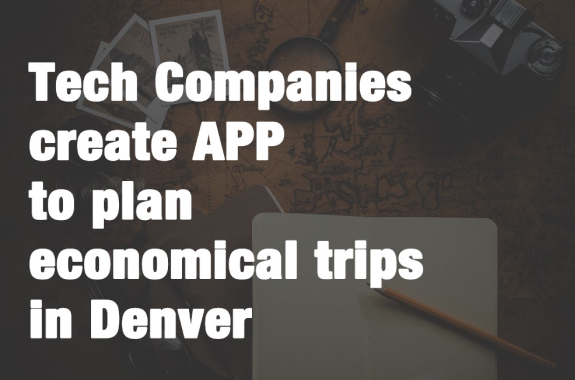 Tech Companies
create APP
to plan
economical trips
in Denver